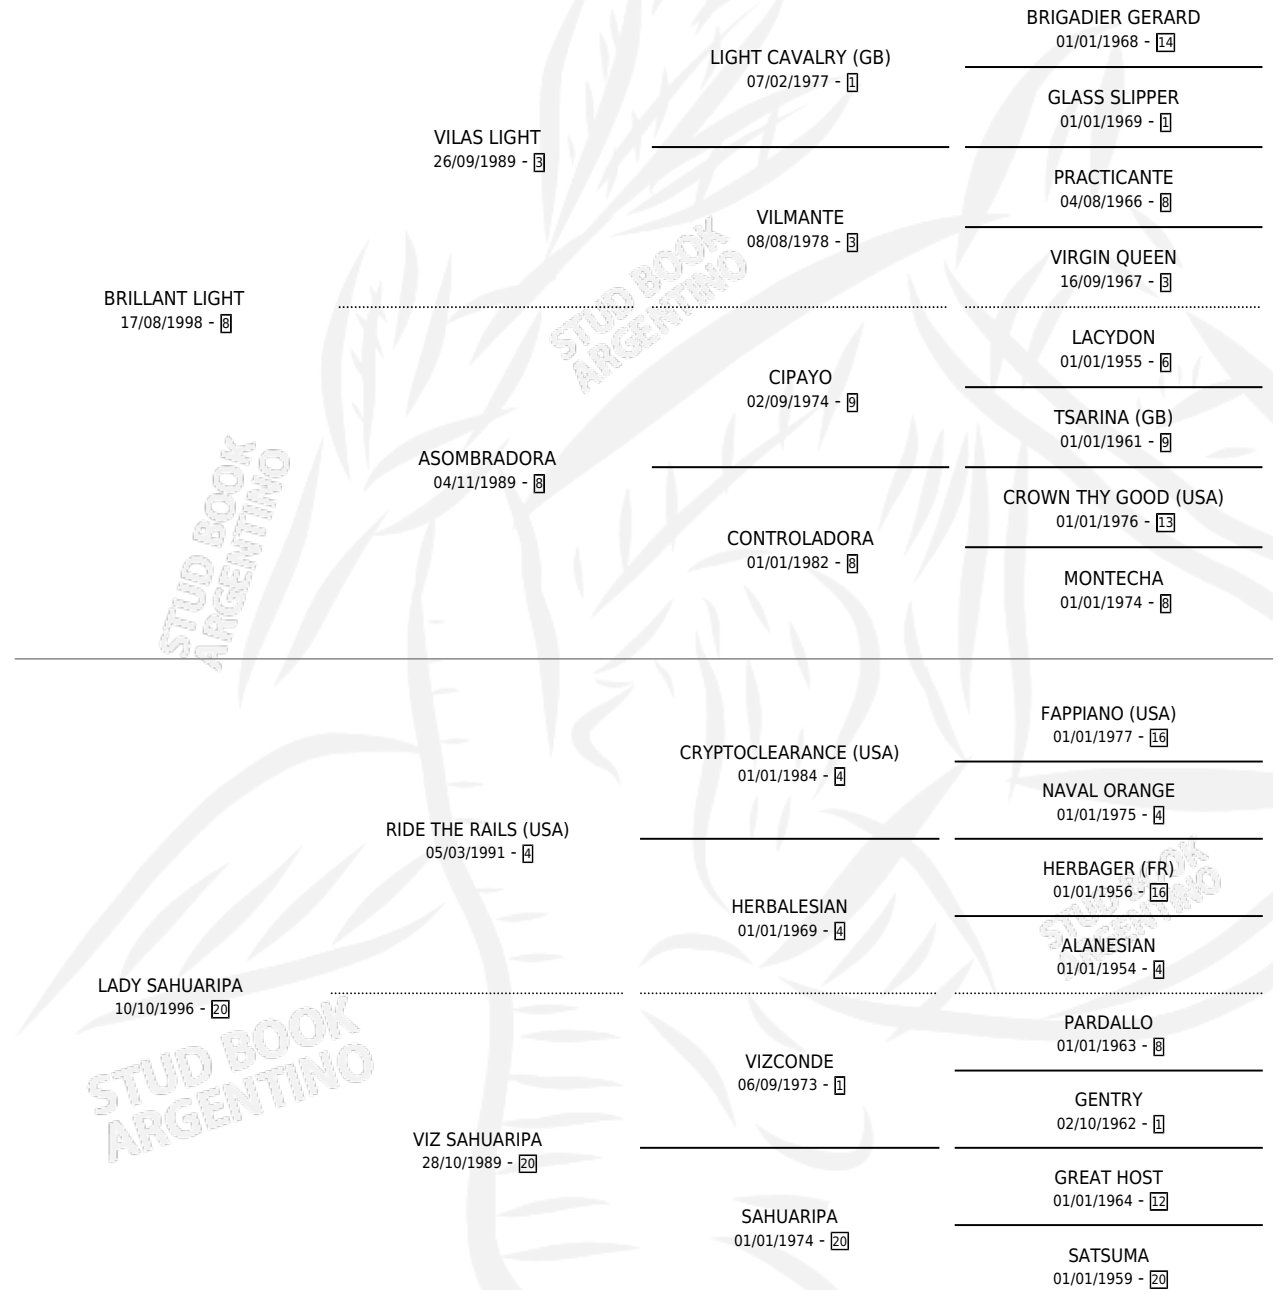 BRIGADIER GERARD
01/01/1968 - 14
LIGHT CAVALRY (GB)
07/02/1977 - 1
GLASS SLIPPER
01/01/1969 - 1
VILAS LIGHT
26/09/1989 - 3
PRACTICANTE
04/08/1966 - 8
VILMANTE
08/08/1978 - 3
VIRGIN QUEEN
16/09/1967 - 3
BRILLANT LIGHT
17/08/1998 - 8
STUD BOOK
ARGENTINO
LACYDON
01/01/1955 - 6
CIPAYO
02/09/1974 - 9
TSARINA (GB)
01/01/1961 - 9
ASOMBRADORA
04/11/1989 - 8
CROWN THY GOOD (USA)
01/01/1976 - 13
CONTROLADORA
01/01/1982 - 8
MONTECHA
01/01/1974 - 8
STUD BOOK
ARGENTINO
FAPPIANO (USA)
01/01/1977 - 16
CRYPTOCLEARANCE (USA)
01/01/1984 - 4
NAVAL ORANGE
01/01/1975 - 4
RIDE THE RAILS (USA)
05/03/1991 - 4
HERBAGER (FR)
01/01/1956 - 16
HERBALESIAN
01/01/1969 - 4
STUD BOOK
ARGENTINO
ALANESIAN
01/01/1954 - 4
LADY SAHUARIPA
10/10/1996 - 20
STUD BOOK
ARGENTINO
PARDALLO
01/01/1963 - 8
VIZCONDE
06/09/1973 - 1
GENTRY
02/10/1962 - 1
VIZ SAHUARIPA
28/10/1989 - 20
GREAT HOST
01/01/1964 - 12
SAHUARIPA
01/01/1974 - 20
SATSUMA
01/01/1959 - 20